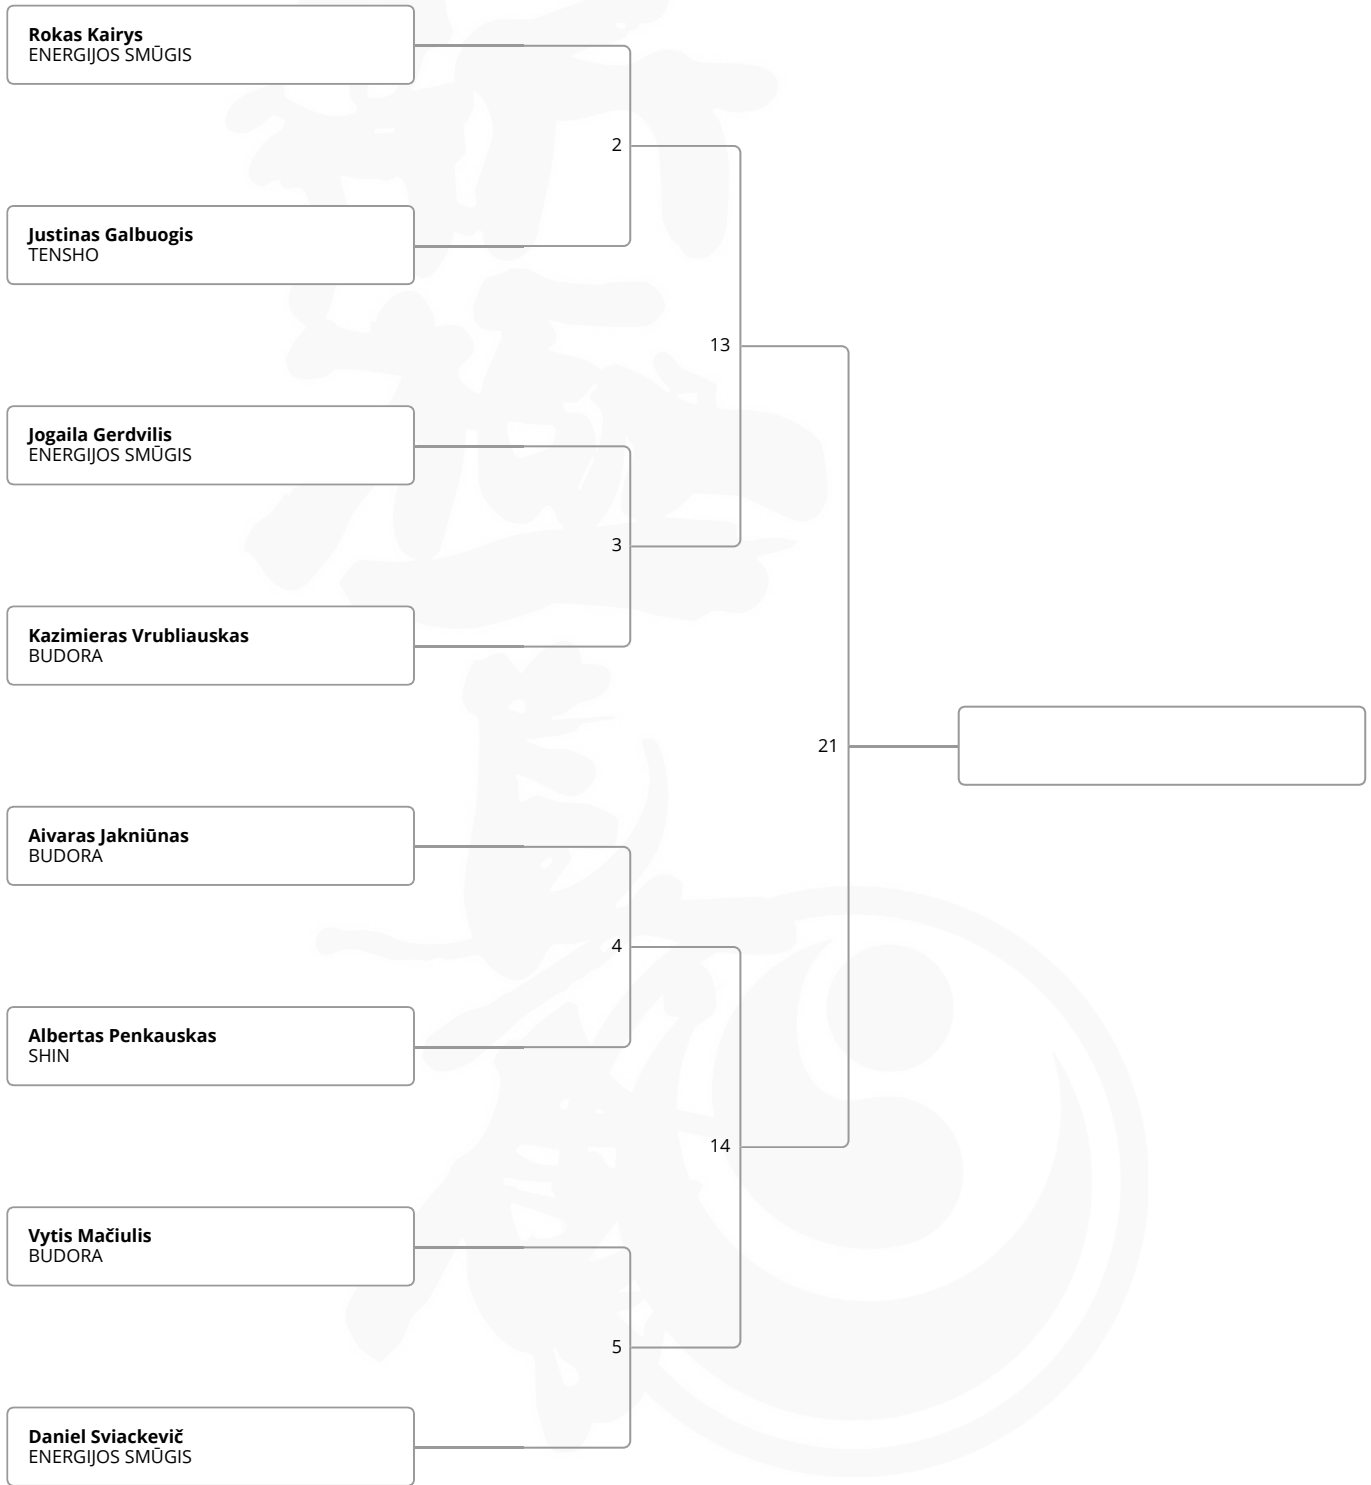 Rokas Kairys
ENERGIJOS SMŪGIS
2
Justinas Galbuogis
TENSHO
13
Jogaila Gerdvilis
ENERGIJOS SMŪGIS
3
Kazimieras Vrubliauskas
BUDORA
21
Aivaras Jakniūnas
BUDORA
4
Albertas Penkauskas
SHIN
14
Vytis Mačiulis
BUDORA
5
Daniel Sviackevič
ENERGIJOS SMŪGIS